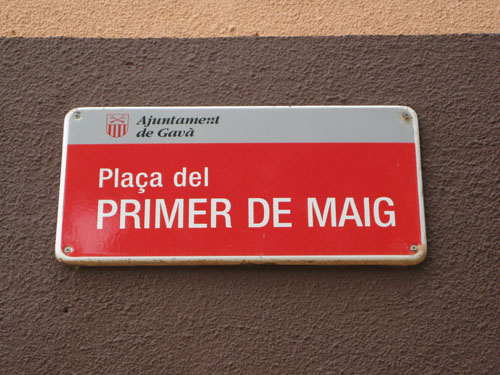 Ajuntament
de Gavà
Plaça del
PRIMER DE MAIG